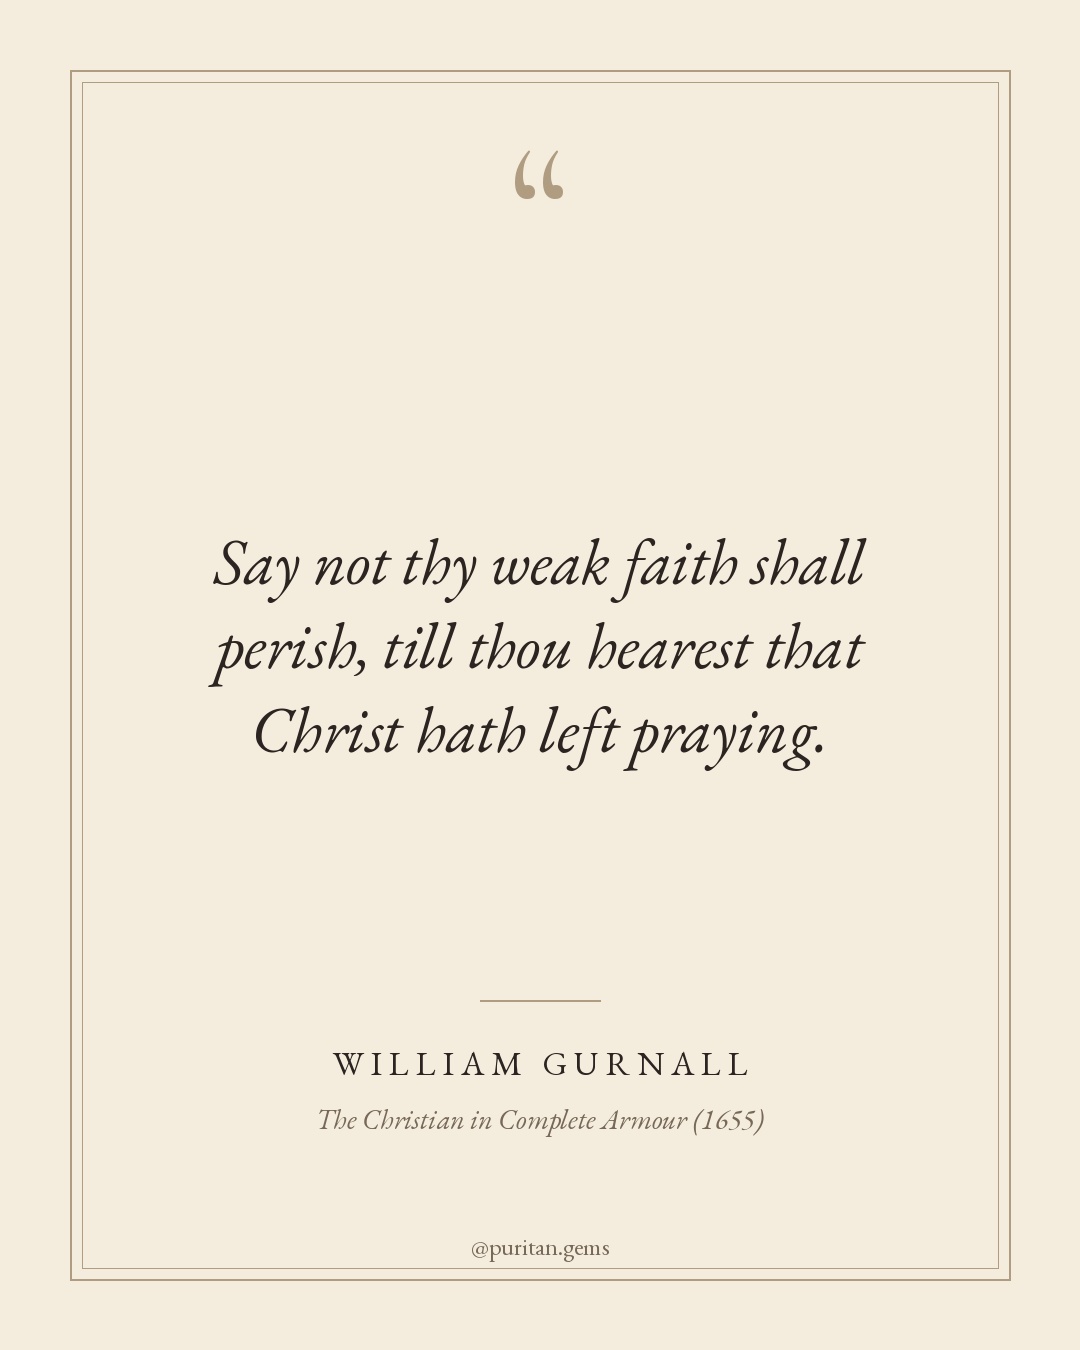 “
Say not thy weak faith shall
perish, till thou hearest that
Christ hath left praying.
WILLIAM GURNALL
The Christian in Complete Armour (1655)
@puritan.gems